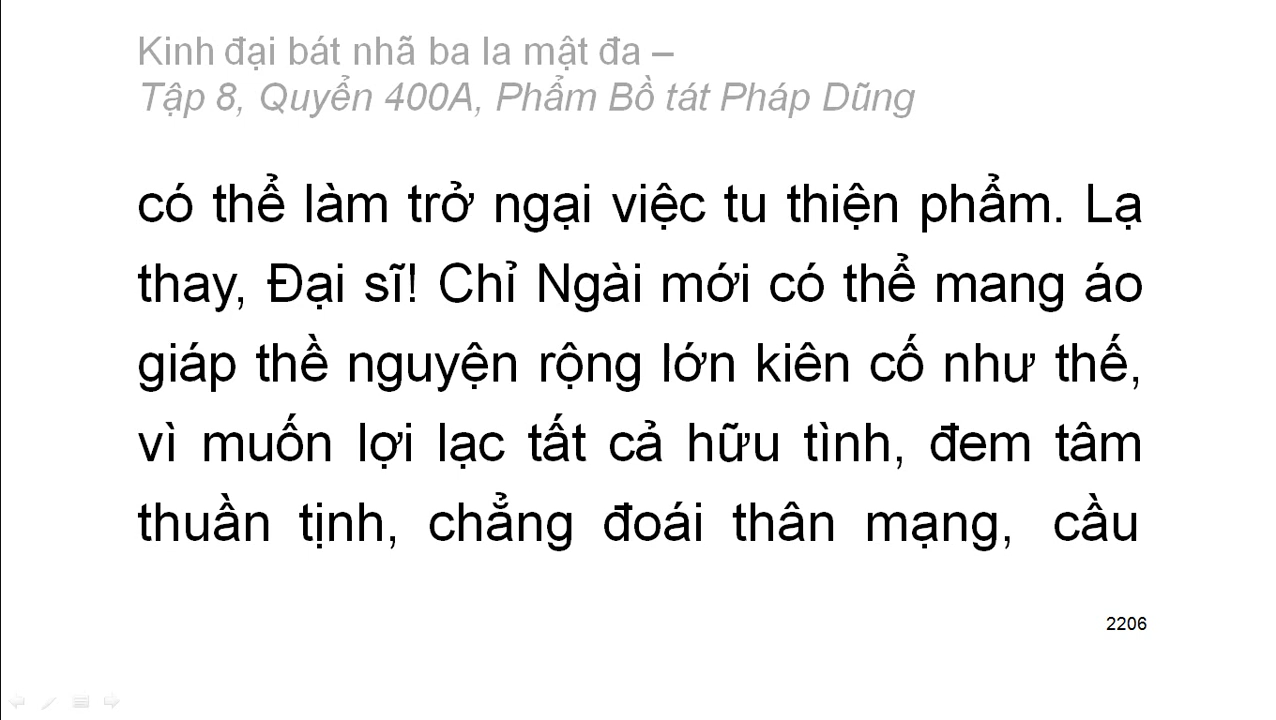 Kinh đại bát nhã ba la mật đa –
Tập 8, Quyển 400A, Phẩm Bồ tát Pháp Dũng
có thể làm trở ngại việc tu thiện phẩm. Lạ
thay, Đại sĩ! Chỉ Ngài mới có thể mang áo
giáp thề nguyện rộng lớn kiên cố như thế,
vì muốn lợi lạc tất cả hữu tình, đem tâm
thuần tịnh, chẳng đoái thân mạng, cầu
2206